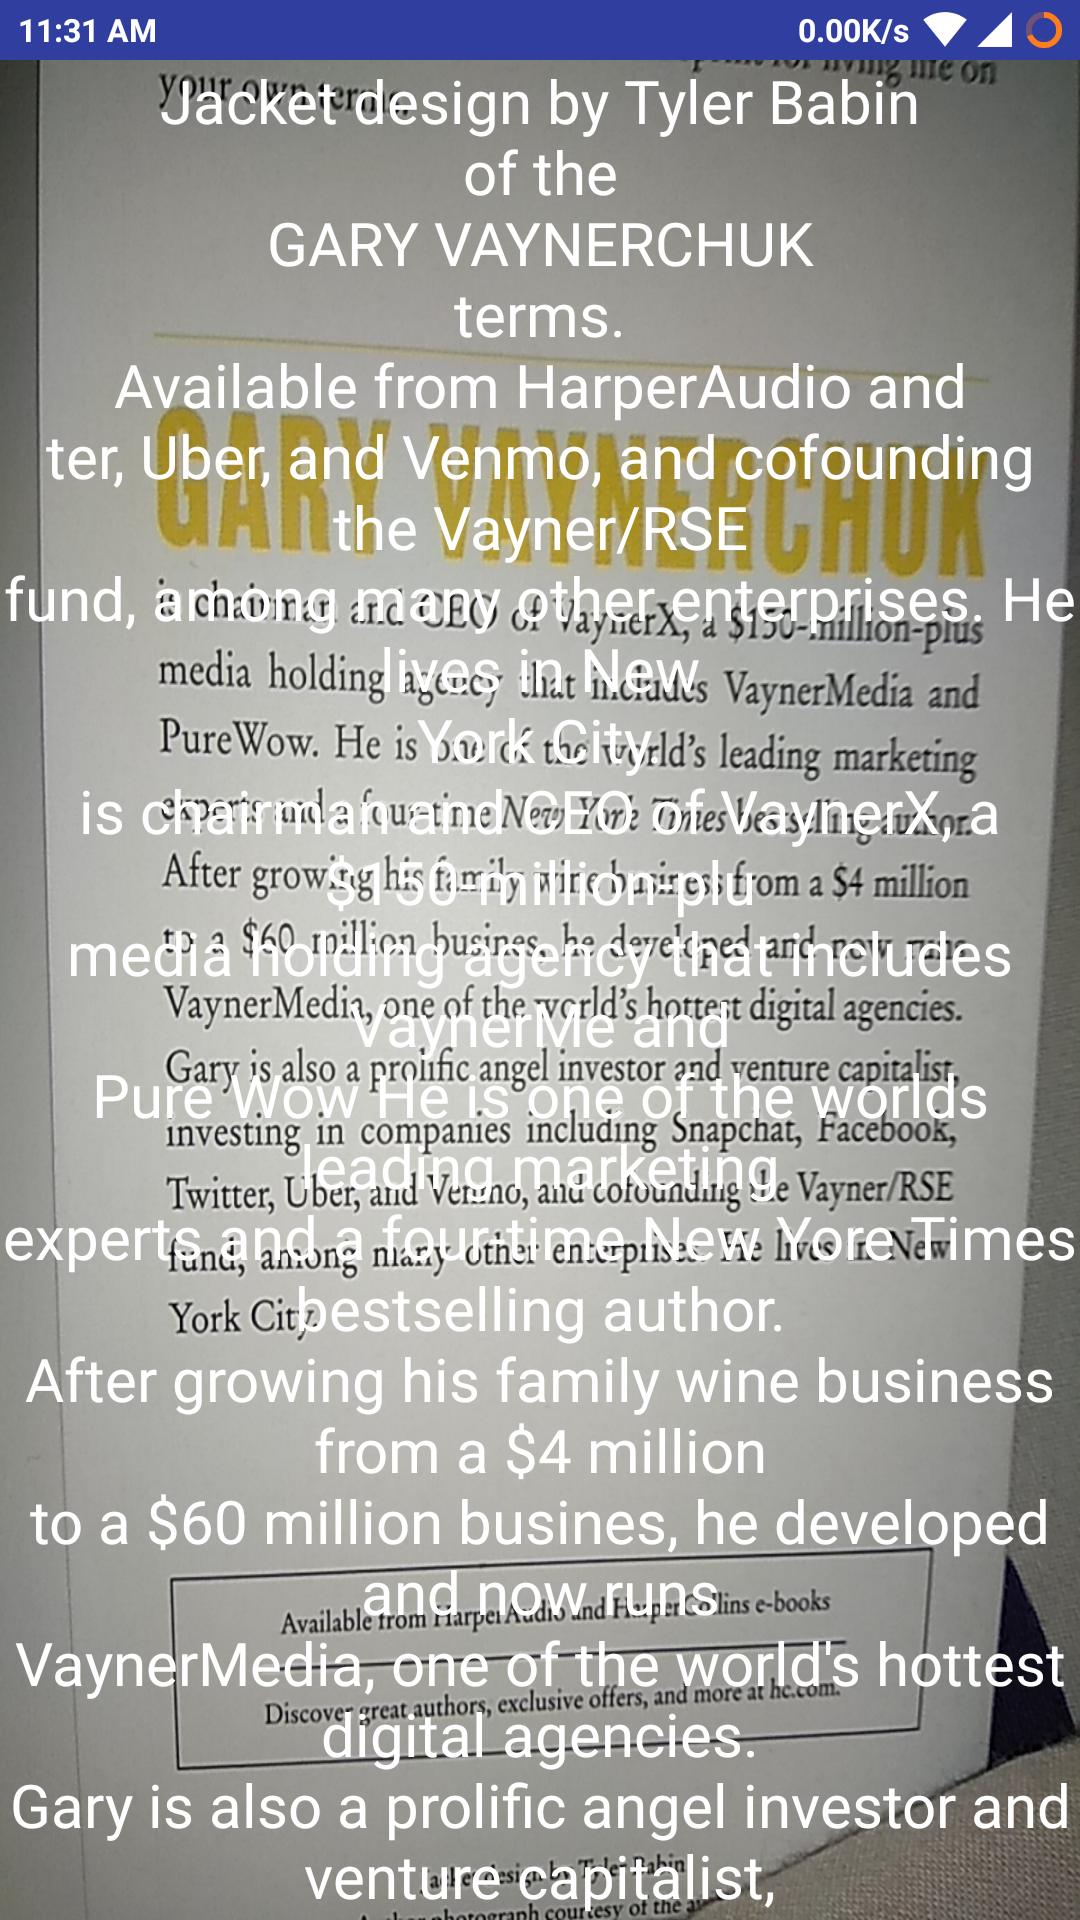 11:31 AM
0.00K/s
living life on
your own terms.
Jacket design by Tyler Babin
of the
GARY VAYNERCHUK
terms.
Available from HarperAudio and
ter, Uber, and Venmo, and cofounding
the Vayner/RSE
fund, among many other enterprises. He
lives in New
York City.
is chairman and CEO of VaynerX, a
$150-million-plu
media holding agency that includes
VaynerMe and
Pure Wow He is one of the worlds
leading marketing
experts and a four-time New Yore Times
bestselling author.
After growing his family wine business
from a $4 million
to a $60 million busines, he developed
and now runs
VaynerMedia, one of the world's hottest
digital agencies.
Gary is also a prolific angel investor and
venture capitalist,
GARY VAYNERCHUK
is chairman and CEO of VaynerX, a $150-million-plus
media holding agency that includes VaynerMedia and
PureWow. He is one of the world's leading marketing
experts and a four-time New York Times bestselling author.
After growing his family wine business from a $4 million
to a $60 million busines, he developed and now runs
VaynerMedia, one of the world's hottest digital agencies.
Gary is also a prolific angel investor and venture capitalist,
investing in companies including Snapchat, Facebook,
Twitter, Uber, and Venmo, and cofounding the Vayner/RSE
fund, among many other enterprises. He lives in New
York City.
Available from HarperAudio and HarperCollins e-books
Discover great authors, exclusive offers, and more at hc.com.
Jacket design by Tyler Babin
photograph courtesy of the